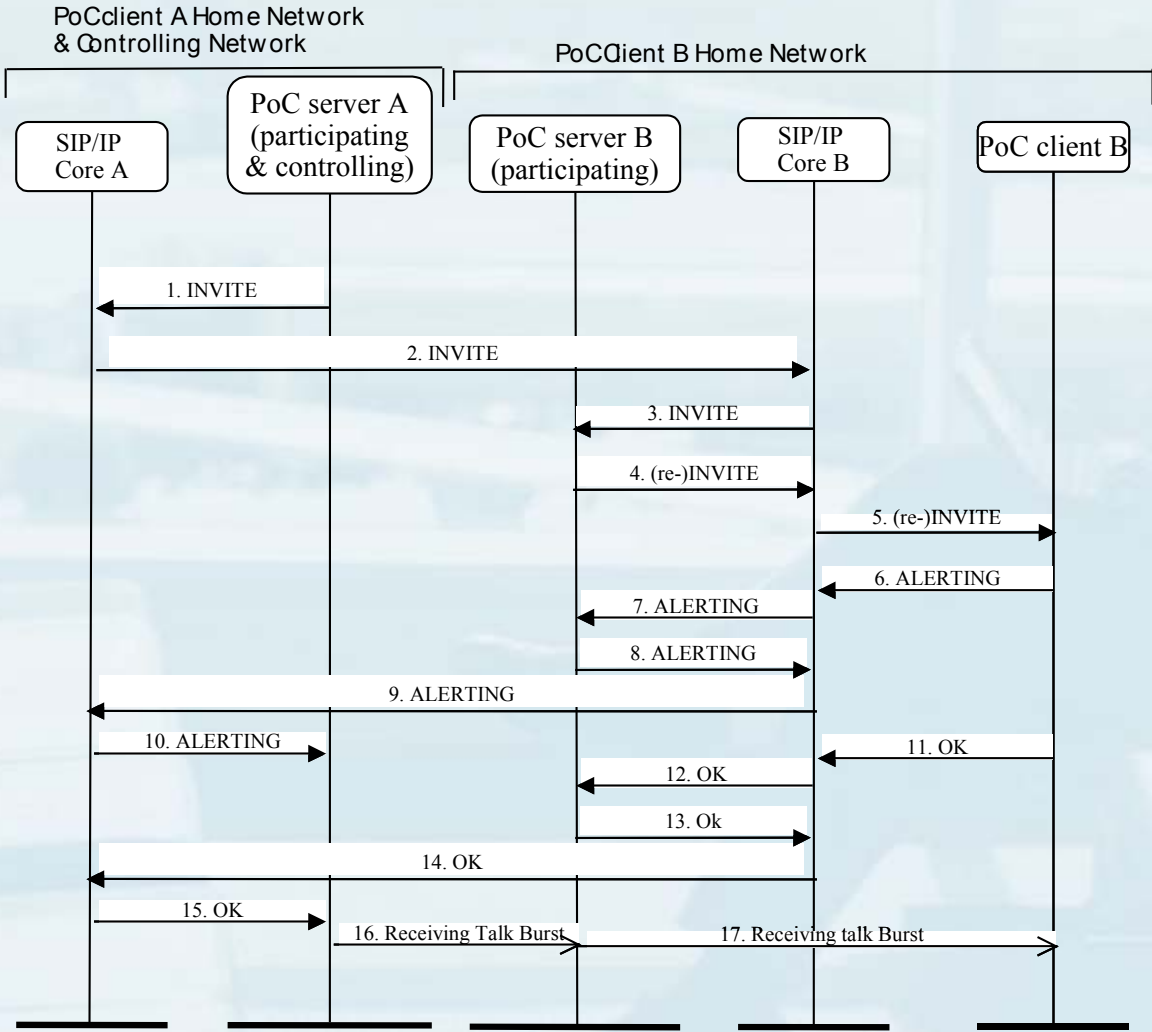 PoCclient A Home Network
& Controlling Network
PoCClient B Home Network
SIP/IP
Core A
PoC server A
(participating
& controlling)
PoC server B
(participating)
SIP/IP
Core B
PoC client B
1. INVITE
2. INVITE
3. INVITE
4. (re-)INVITE
5. (re-)INVITE
6. ALERTING
7. ALERTING
8. ALERTING
9. ALERTING
10. ALERTING
11. OK
12. OK
13. Ok
14. OK
15. OK
16. Receiving Talk Burst
17. Receiving talk Burst